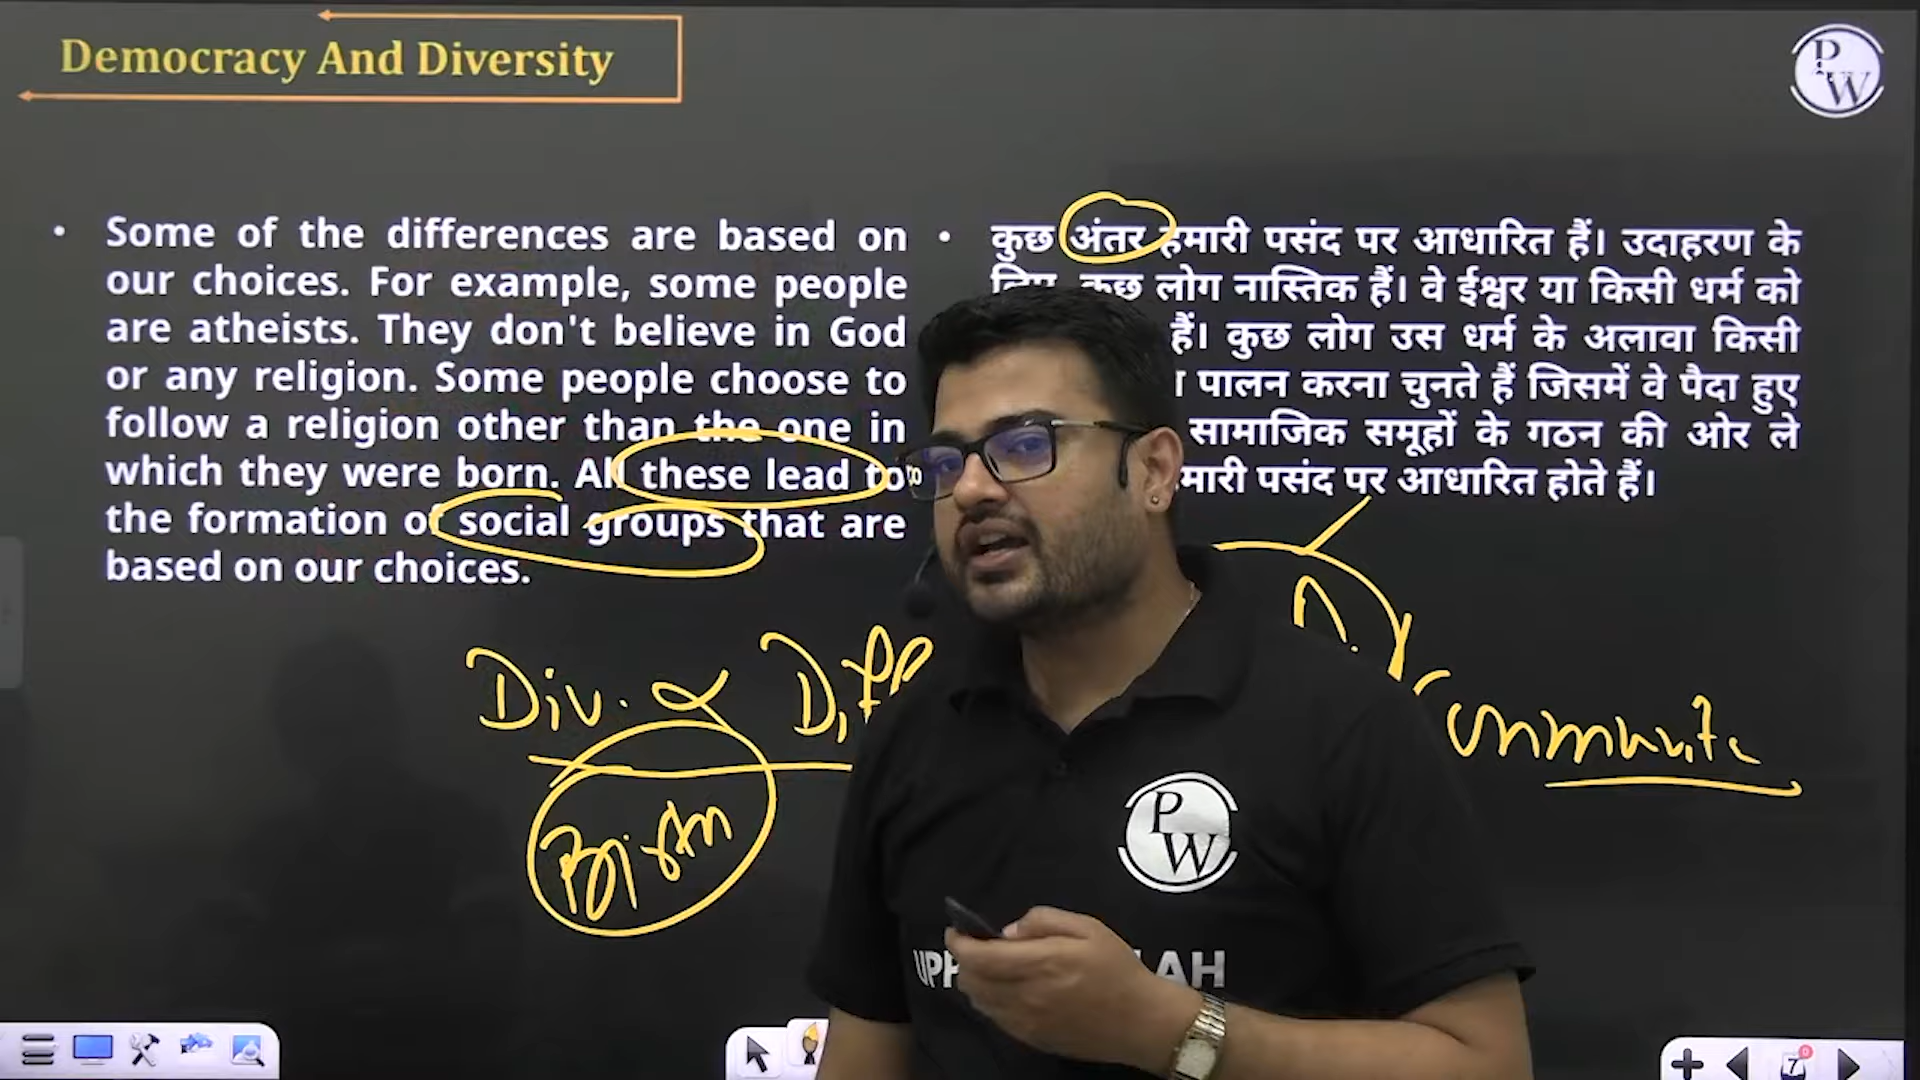 Democracy And Diversity
PW
• Some of the differences are based on
our choices. For example, some people
are atheists. They don't believe in God
or any religion. Some people choose to
follow a religion other than the one in
which they were born. All these lead to
the formation of social groups that are
based on our choices.
• कुछ अंतर हमारी पसंद पर आधारित हैं। उदाहरण के
लिए, कुछ लोग नास्तिक हैं। वे ईश्वर या किसी धर्म को
हैं। कुछ लोग उस धर्म के अलावा किसी
पालन करना चुनते हैं जिसमें वे पैदा हुए
सामाजिक समूहों के गठन की ओर ले
पसंद पर आधारित होते हैं।
Div.
Birth
PW
7